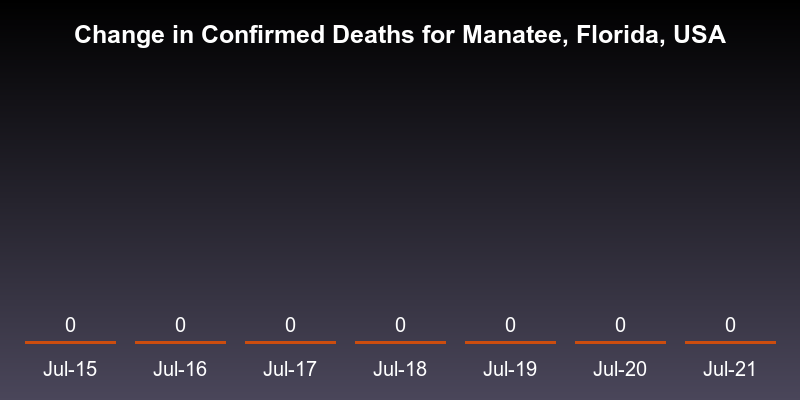 Change in Confirmed Deaths for Manatee, Florida, USA
0 0 0 0 0 0 0
Jul-15 Jul-16 Jul-17 Jul-18 Jul-19 Jul-20 Jul-21